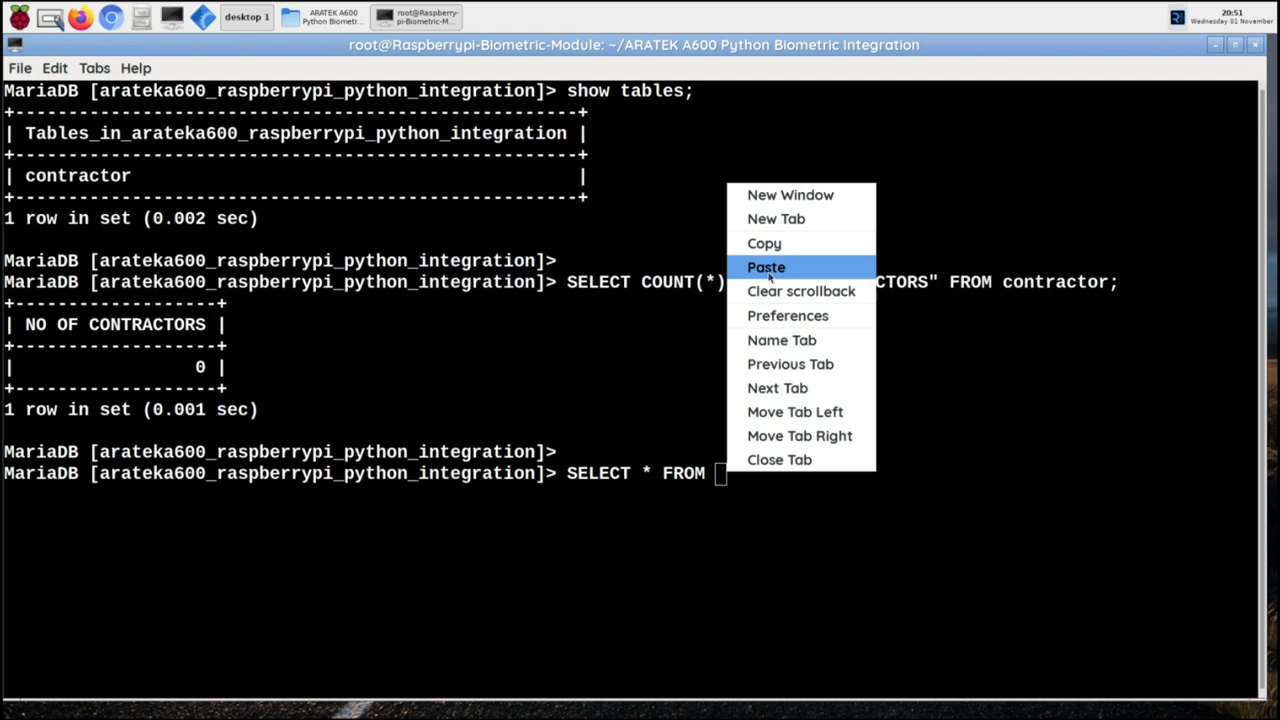 desktop 1
ARATEK A600
Python Biometr...
root@Raspberry-
pi-Biometric-M...
20:51
Wednesday 01 November
root@Raspberrypi-Biometric-Module: ~/ARATEK A600 Python Biometric Integration
File Edit Tabs Help
MariaDB [arateka600_raspberrypi_python_integration]> show tables;
+-----------------------------------------------------+
| Tables_in_arateka600_raspberrypi_python_integration |
+-----------------------------------------------------+
| contractor |
+-----------------------------------------------------+
1 row in set (0.002 sec)
MariaDB [arateka600_raspberrypi_python_integration]>
MariaDB [arateka600_raspberrypi_python_integration]> SELECT COUNT(*) CTORS" FROM contractor;
+-------------------+
| NO OF CONTRACTORS |
+-------------------+
| 0 |
+-------------------+
1 row in set (0.001 sec)
MariaDB [arateka600_raspberrypi_python_integration]>
MariaDB [arateka600_raspberrypi_python_integration]> SELECT * FROM
New Window
New Tab
Copy
Paste
Clear scrollback
Preferences
Name Tab
Previous Tab
Next Tab
Move Tab Left
Move Tab Right
Close Tab